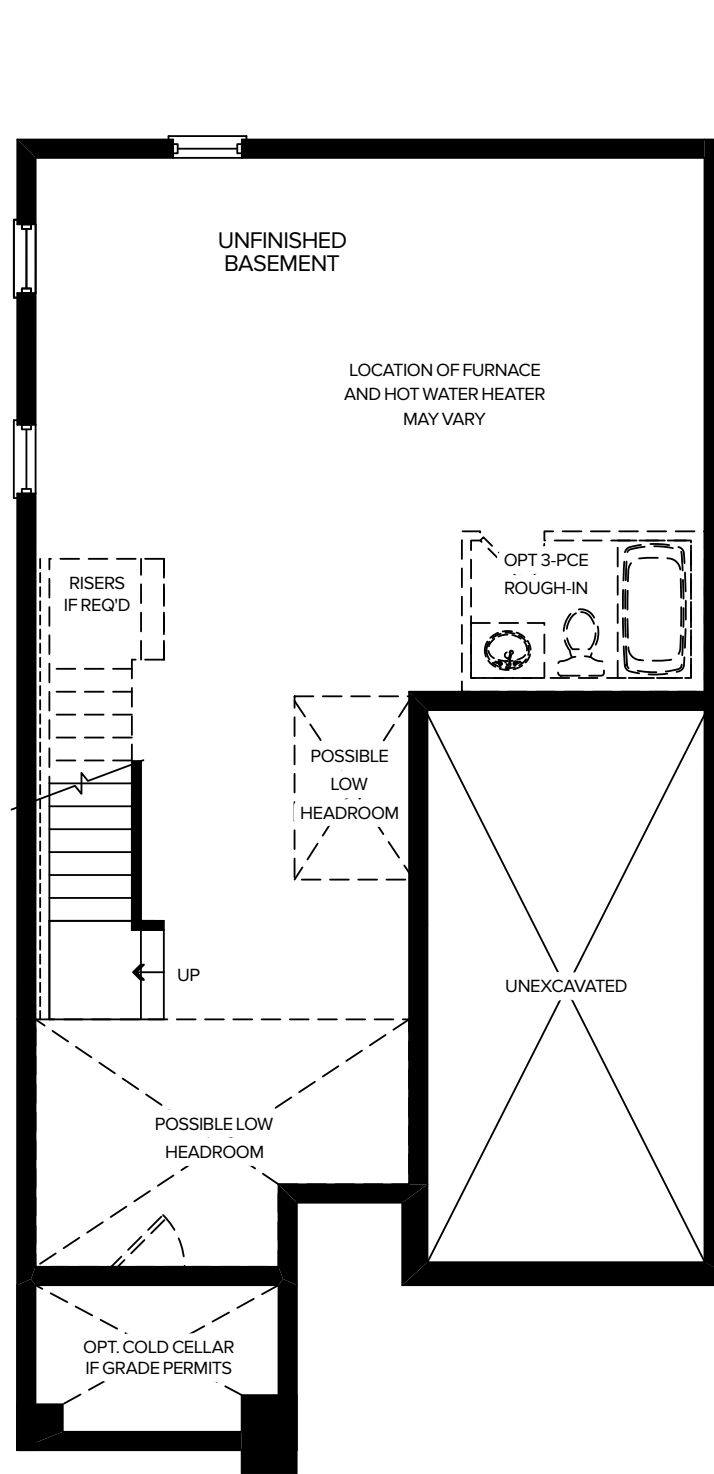 UNFINISHED
BASEMENT
LOCATION OF FURNACE
AND HOT WATER HEATER
MAY VARY
OPT 3-PCE
ROUGH-IN
RISERS
IF REQ'D
POSSIBLE
LOW
HEADROOM
UP
UNEXCAVATED
POSSIBLE LOW
HEADROOM
OPT. COLD CELLAR
IF GRADE PERMITS